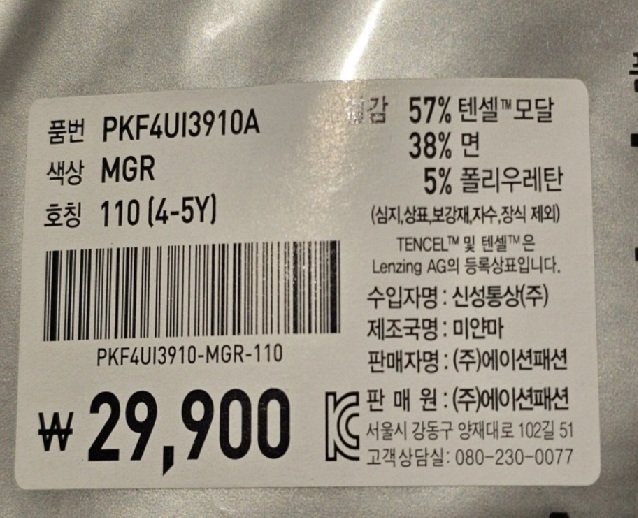 품번 PKF4UI3910A
색상 MGR
호칭 110 (4-5Y)
PKF4UI3910-MGR-110
₩ 29,900
겉감 57% 텐셀™모달
38% 면
5% 폴리우레탄
(심지,상표,보강재,자수,장식 제외)
TENCEL™ 및 텐셀™은
Lenzing AG의 등록상표입니다.
수입자명 : 신성통상(주)
제조국명 : 미얀마
판매자명 : (주)에이션패션
판 매 원 : (주)에이션패션
서울시 강동구 양재대로 102길 51
고객상담실: 080-230-0077